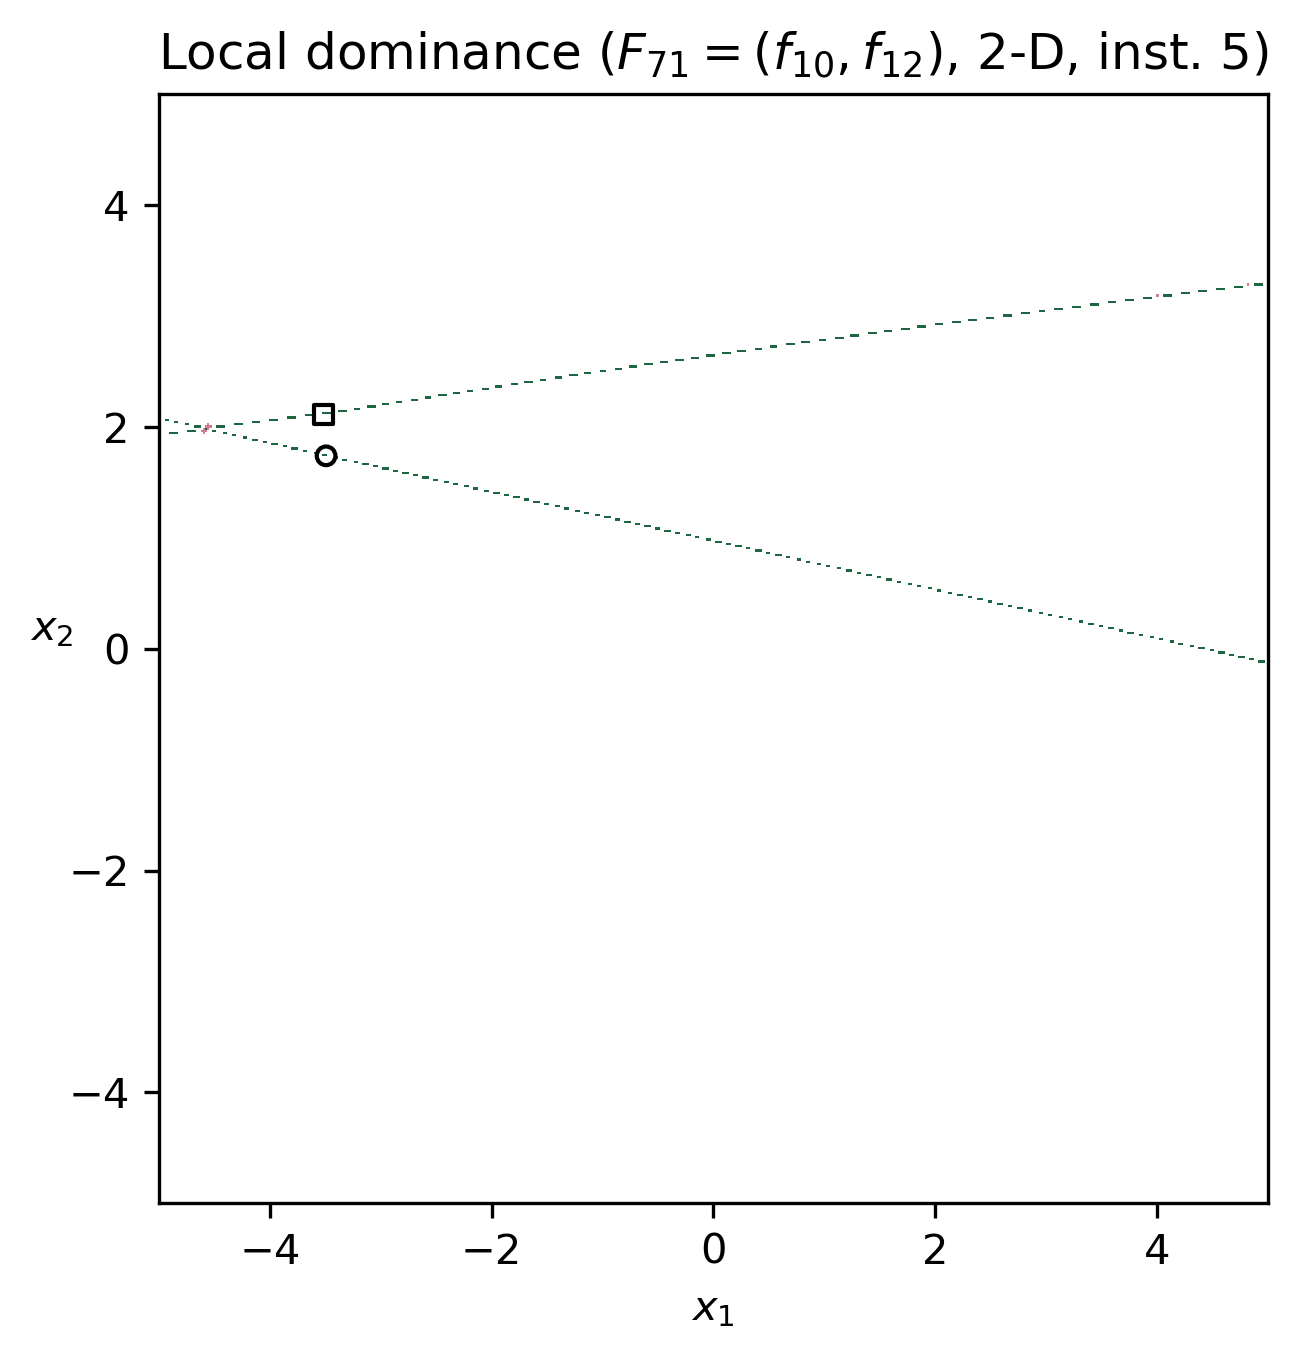 Local dominance (F₇₁ = (f₁₀, f₁₂), 2-D, inst. 5)
4
2
x₂ 0
−2
−4
−4 −2 0 2 4
x₁